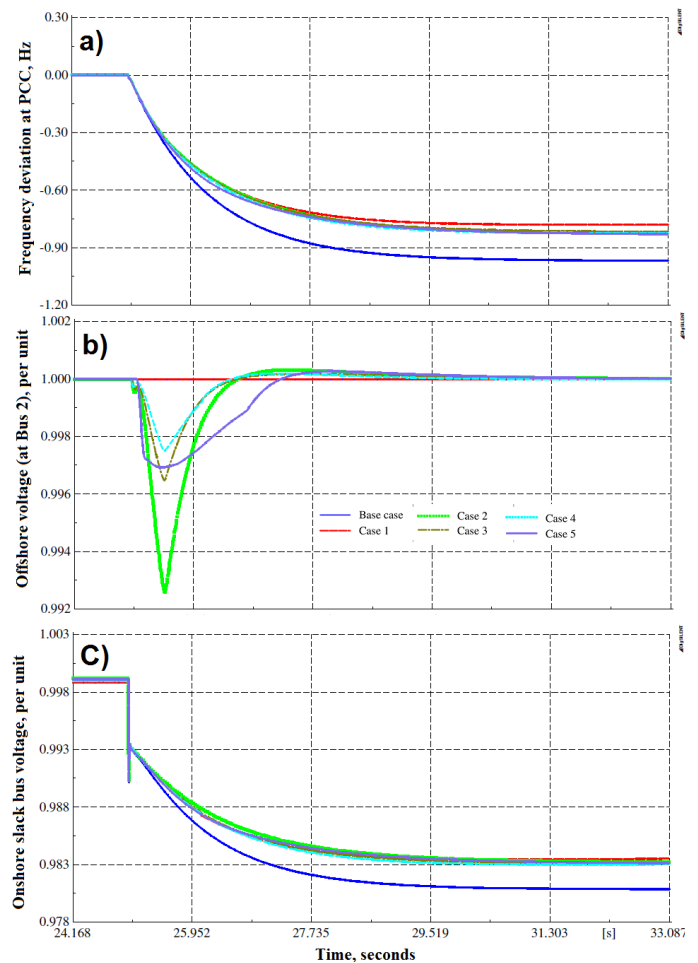 a)
Frequency deviation at PCC, Hz
0.30
0.00
-0.30
-0.60
-0.90
-1.20
b)
Offshore voltage (at Bus 2), per unit
1.002
1.000
0.998
0.996
0.994
0.992
Base case Case 2 Case 4
Case 1 Case 3 Case 5
C)
Onshore slack bus voltage, per unit
1.003
0.998
0.993
0.988
0.983
0.978
24.168 25.952 27.735 29.519 31.303 [s] 33.087
Time, seconds